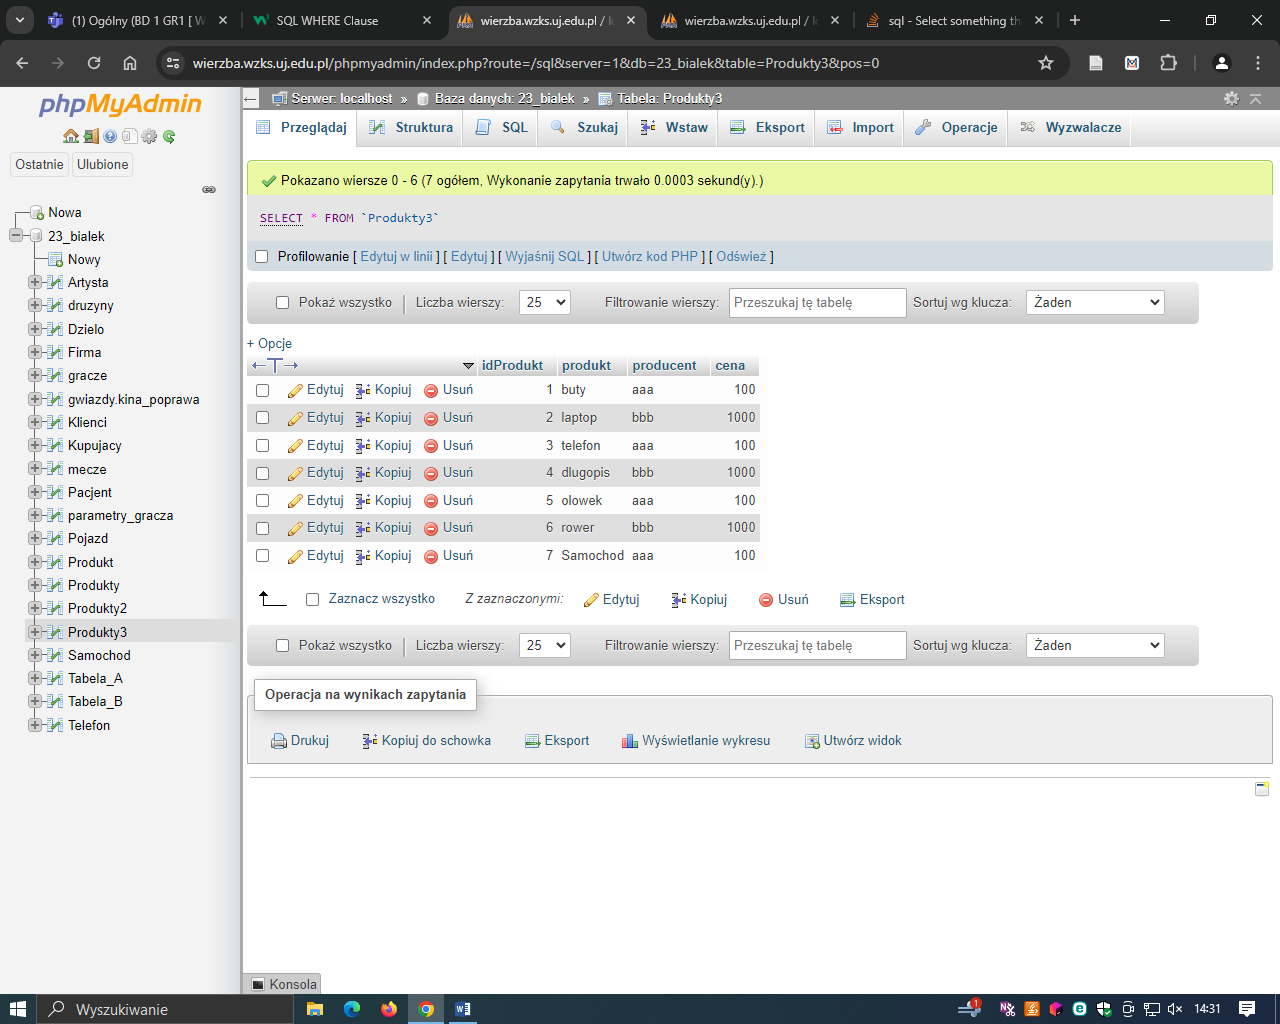 (1) Ogólny (BD 1 GR1 [ W
SQL WHERE Clause
wierzba.wzks.uj.edu.pl / k
wierzba.wzks.uj.edu.pl / k
sql - Select something th
wierzba.wzks.uj.edu.pl/phpmyadmin/index.php?route=/sql&server=1&db=23_bialek&table=Produkty3&pos=0
phpMyAdmin
Ostatnie Ulubione
Nowa
23_bialek
Nowy
Artysta
druzyny
Dzielo
Firma
gracze
gwiazdy.kina_poprawa
Klienci
Kupujacy
mecze
Pacjent
parametry_gracza
Pojazd
Produkt
Produkty
Produkty2
Produkty3
Samochod
Tabela_A
Tabela_B
Telefon
Serwer: localhost » Baza danych: 23_bialek » Tabela: Produkty3
Przeglądaj Struktura SQL Szukaj Wstaw Eksport Import Operacje Wyzwalacze
Pokazano wiersze 0 - 6 (7 ogółem, Wykonanie zapytania trwało 0.0003 sekund(y).)
SELECT * FROM `Produkty3`
Profilowanie [ Edytuj w linii ] [ Edytuj ] [ Wyjaśnij SQL ] [ Utwórz kod PHP ] [ Odśwież ]
Pokaż wszystko Liczba wierszy: 25 Filtrowanie wierszy: Przeszukaj tę tabelę Sortuj wg klucza: Żaden
+ Opcje
idProdukt produkt producent cena
Edytuj Kopiuj Usuń 1 buty aaa 100
Edytuj Kopiuj Usuń 2 laptop bbb 1000
Edytuj Kopiuj Usuń 3 telefon aaa 100
Edytuj Kopiuj Usuń 4 dlugopis bbb 1000
Edytuj Kopiuj Usuń 5 olowek aaa 100
Edytuj Kopiuj Usuń 6 rower bbb 1000
Edytuj Kopiuj Usuń 7 Samochod aaa 100
Zaznacz wszystko Z zaznaczonymi: Edytuj Kopiuj Usuń Eksport
Pokaż wszystko Liczba wierszy: 25 Filtrowanie wierszy: Przeszukaj tę tabelę Sortuj wg klucza: Żaden
Operacja na wynikach zapytania
Drukuj Kopiuj do schowka Eksport Wyświetlanie wykresu Utwórz widok
Konsola
Wyszukiwanie
1
14:31